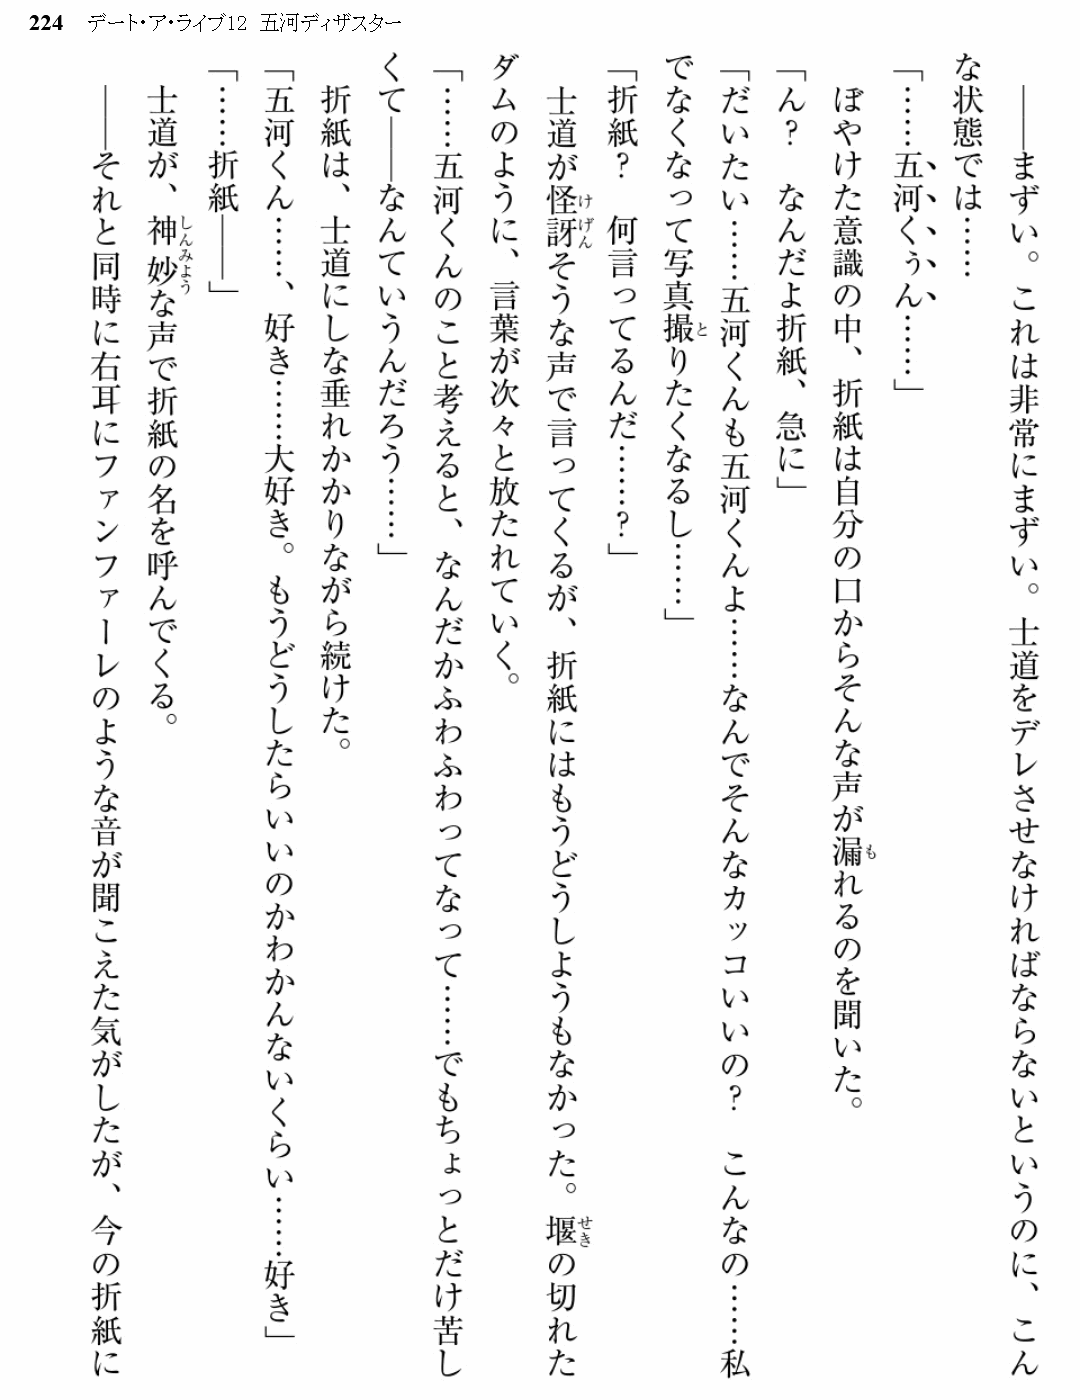 224 デート・ア・ライブ12 五河ディザスター
――まずい。これは非常にまずい。士道をデレさせなければならないというのに、こん
な状態では……
「……五河くぅん……」
ぼやけた意識の中、折紙は自分の口からそんな声が漏れるのを聞いた。
「ん？　なんだよ折紙、急に」
「だいたい……五河くんも五河くんよ……なんでそんなカッコいいの？　こんなの……私
でなくなって写真撮りたくなるし……」
「折紙？　何言ってるんだ……？」
士道が怪訝そうな声で言ってくるが、折紙にはもうどうしようもなかった。堰の切れた
ダムのように、言葉が次々と放たれていく。
「……五河くんのこと考えると、なんだかふわふわってなって……でもちょっとだけ苦し
くて――なんていうんだろう……」
折紙は、士道にしな垂れかかりながら続けた。
「五河くん……、好き……大好き。もうどうしたらいいのかわかんないくらい……好き」
「……折紙――」
士道が、神妙な声で折紙の名を呼んでくる。
――それと同時に右耳にファンファーレのような音が聞こえた気がしたが、今の折紙に